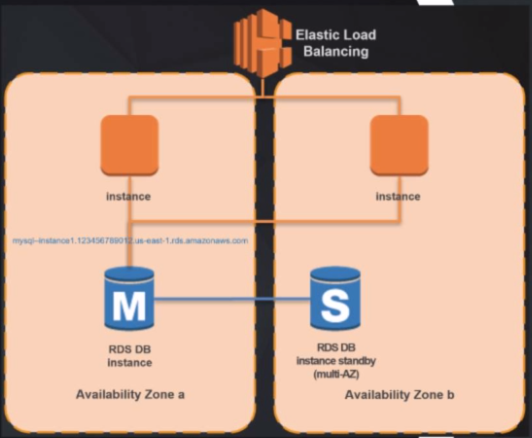 Elastic Load
Balancing
instance
instance
mysql-instance1.123456789012.us-east-1.rds.amazonaws.com
M
S
RDS DB
instance
RDS DB
instance standby
(multi-AZ)
Availability Zone a
Availability Zone b